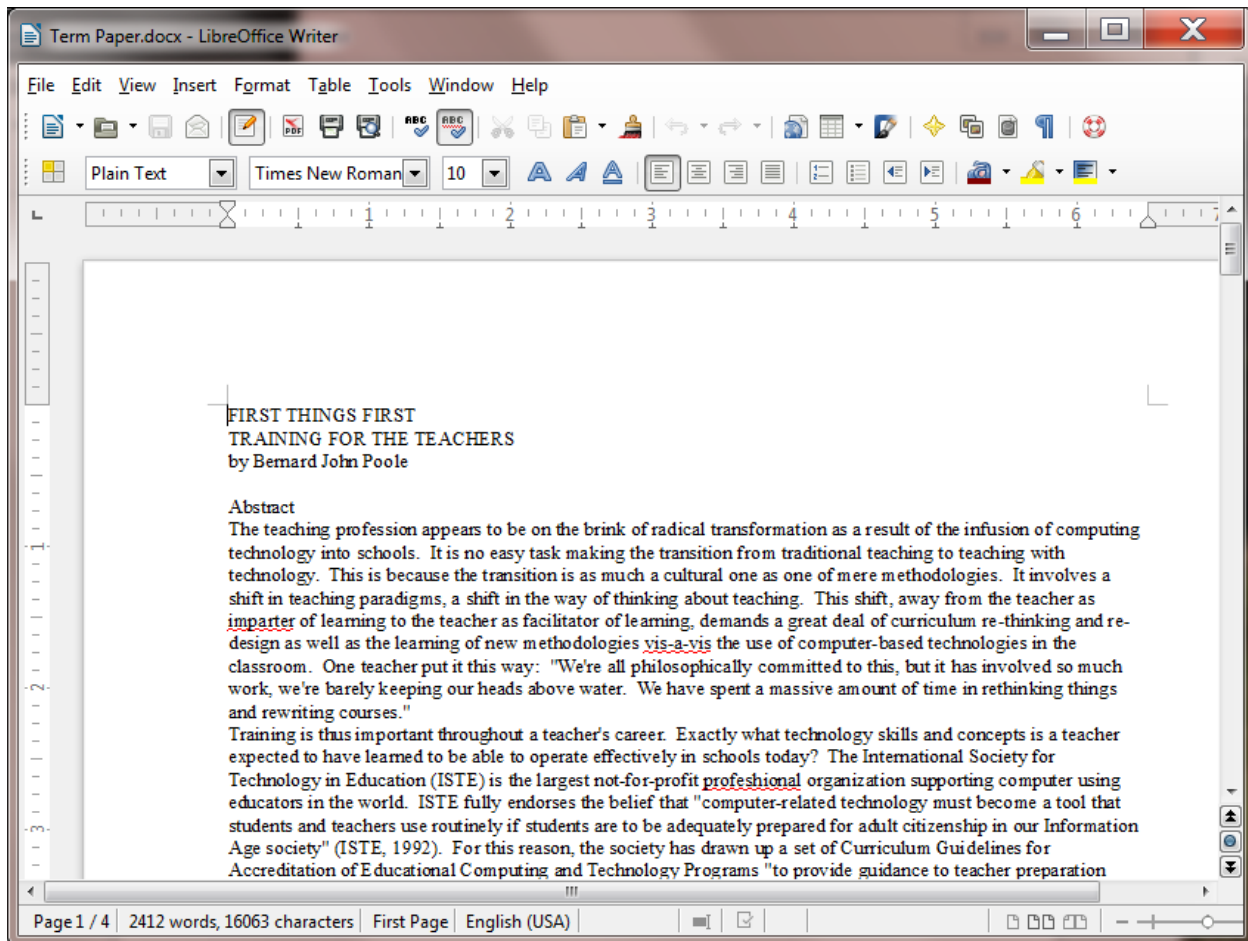 Term Paper.docx - LibreOffice Writer
File Edit View Insert Format Table Tools Window Help
PDF ABC ABC
Plain Text Times New Roman 10
1 2 3 4 5 6 7
FIRST THINGS FIRST
TRAINING FOR THE TEACHERS
by Bernard John Poole
Abstract
The teaching profession appears to be on the brink of radical transformation as a result of the infusion of computing
technology into schools.  It is no easy task making the transition from traditional teaching to teaching with
technology.  This is because the transition is as much a cultural one as one of mere methodologies.  It involves a
shift in teaching paradigms, a shift in the way of thinking about teaching.  This shift, away from the teacher as
imparter of learning to the teacher as facilitator of learning, demands a great deal of curriculum re-thinking and re-
design as well as the learning of new methodologies vis-a-vis the use of computer-based technologies in the
classroom.  One teacher put it this way:  "We're all philosophically committed to this, but it has involved so much
work, we're barely keeping our heads above water.  We have spent a massive amount of time in rethinking things
and rewriting courses."
Training is thus important throughout a teacher's career.  Exactly what technology skills and concepts is a teacher
expected to have learned to be able to operate effectively in schools today?  The International Society for
Technology in Education (ISTE) is the largest not-for-profit profeshional organization supporting computer using
educators in the world.  ISTE fully endorses the belief that "computer-related technology must become a tool that
students and teachers use routinely if students are to be adequately prepared for adult citizenship in our Information
Age society" (ISTE, 1992).  For this reason, the society has drawn up a set of Curriculum Guidelines for
Accreditation of Educational Computing and Technology Programs "to provide guidance to teacher preparation
1
2
3
Page 1 / 4 2412 words, 16063 characters First Page English (USA)